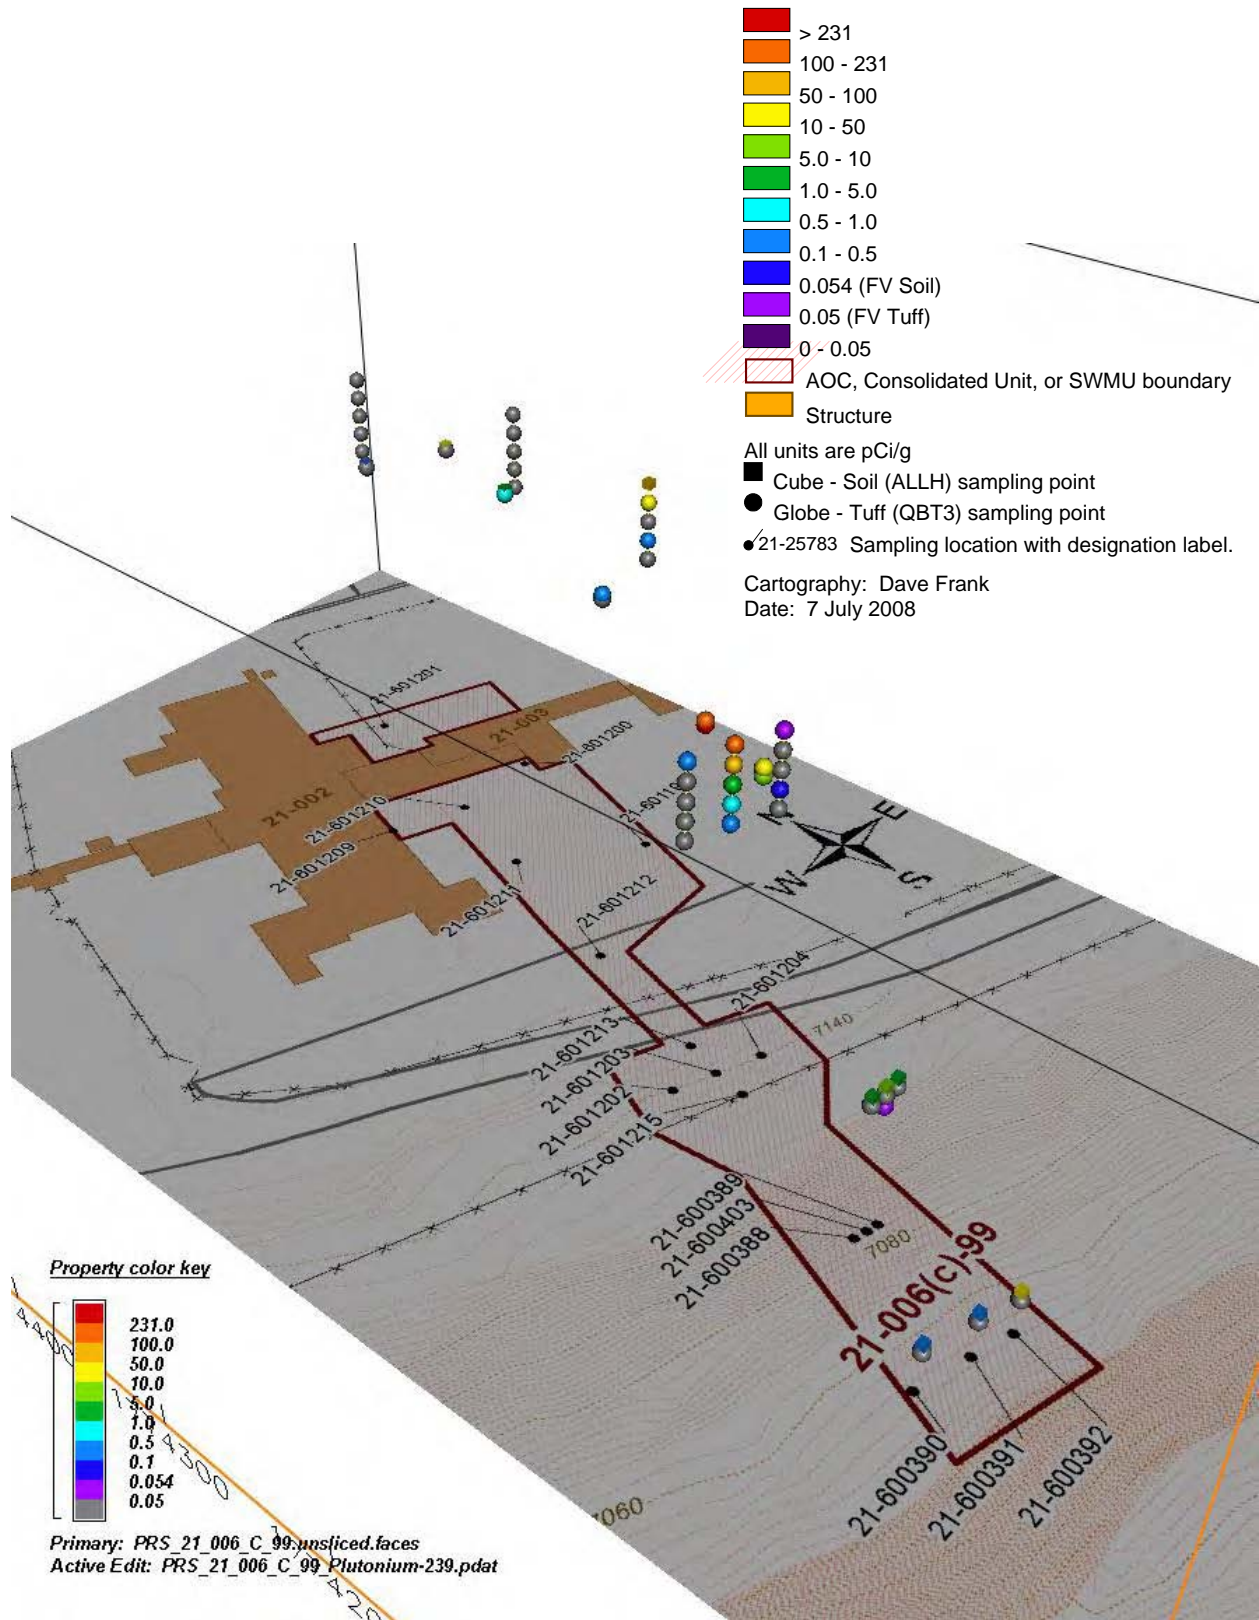 > 231
100 - 231
50 - 100
10 - 50
5.0 - 10
1.0 - 5.0
0.5 - 1.0
0.1 - 0.5
0.054 (FV Soil)
0.05 (FV Tuff)
0 - 0.05
AOC, Consolidated Unit, or SWMU boundary
Structure
All units are pCi/g
Cube - Soil (ALLH) sampling point
Globe - Tuff (QBT3) sampling point
21-25783 Sampling location with designation label.
Cartography: Dave Frank
Date: 7 July 2008
21-601201
21-003
21-601200
21-002
21-601210
21-60119
21-601209
21-601211
21-601212
N
E
W
S
21-601204
7140
21-601213
21-601203
21-601202
21-601215
21-600389
21-600403
21-600388
7080
21-006(c)-99
21-600390
21-600391
21-600392
7060
Property color key
231.0
100.0
50.0
10.0
5.0
1.0
0.5
0.1
0.054
0.05
Primary: PRS_21_006_C_99.unsliced.faces
Active Edit: PRS_21_006_C_99_Plutonium-239.pdat